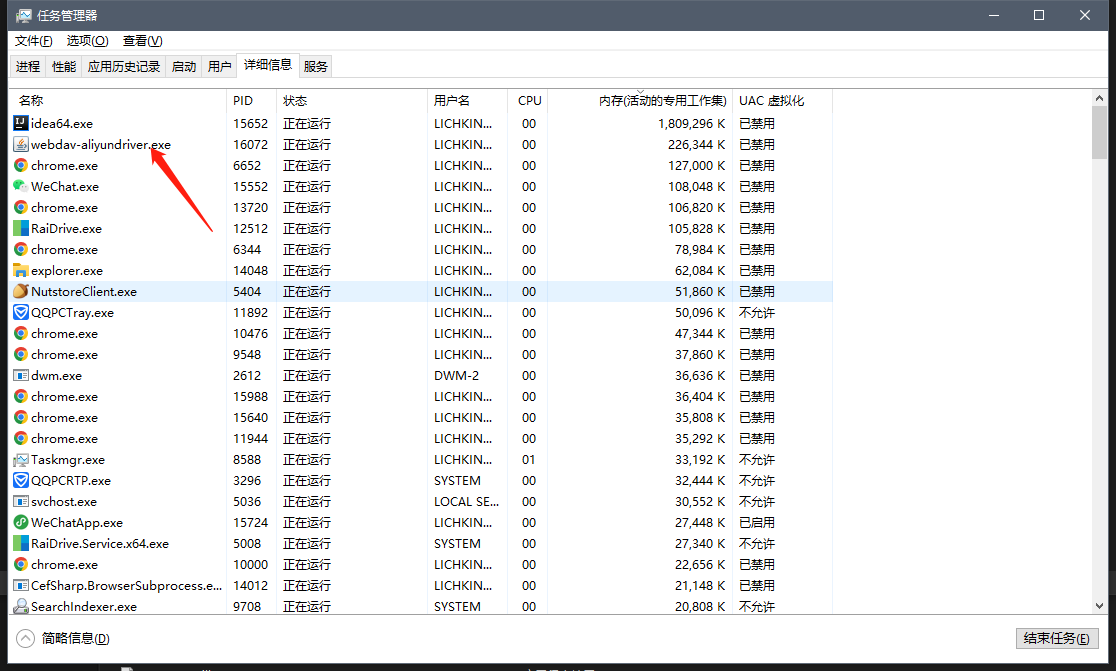 任务管理器
文件(F) 选项(O) 查看(V)
进程 性能 应用历史记录 启动 用户 详细信息 服务
名称 PID 状态 用户名 CPU 内存(活动的专用工作集) UAC 虚拟化
idea64.exe 15652 正在运行 LICHKIN... 00 1,809,296 K 已禁用
webdav-aliyundriver.exe 16072 正在运行 LICHKIN... 00 226,344 K 已禁用
chrome.exe 6652 正在运行 LICHKIN... 00 127,000 K 已禁用
WeChat.exe 15552 正在运行 LICHKIN... 00 108,048 K 已禁用
chrome.exe 13720 正在运行 LICHKIN... 00 106,820 K 已禁用
RaiDrive.exe 12512 正在运行 LICHKIN... 00 105,828 K 已禁用
chrome.exe 6344 正在运行 LICHKIN... 00 78,984 K 已禁用
explorer.exe 14048 正在运行 LICHKIN... 00 62,084 K 已禁用
NutstoreClient.exe 5404 正在运行 LICHKIN... 00 51,860 K 已禁用
QQPCTray.exe 11892 正在运行 LICHKIN... 00 50,096 K 不允许
chrome.exe 10476 正在运行 LICHKIN... 00 47,344 K 已禁用
chrome.exe 9548 正在运行 LICHKIN... 00 37,860 K 已禁用
dwm.exe 2612 正在运行 DWM-2 00 36,636 K 已禁用
chrome.exe 15988 正在运行 LICHKIN... 00 36,404 K 已禁用
chrome.exe 15640 正在运行 LICHKIN... 00 35,808 K 已禁用
chrome.exe 11944 正在运行 LICHKIN... 00 35,292 K 已禁用
Taskmgr.exe 8588 正在运行 LICHKIN... 01 33,192 K 不允许
QQPCRTP.exe 3296 正在运行 SYSTEM 00 32,444 K 不允许
svchost.exe 5036 正在运行 LOCAL SE... 00 30,552 K 不允许
WeChatApp.exe 15724 正在运行 LICHKIN... 00 27,448 K 已启用
RaiDrive.Service.x64.exe 5008 正在运行 SYSTEM 00 27,340 K 不允许
chrome.exe 10000 正在运行 LICHKIN... 00 22,656 K 已禁用
CefSharp.BrowserSubprocess.e... 14012 正在运行 LICHKIN... 00 21,148 K 已禁用
SearchIndexer.exe 9708 正在运行 SYSTEM 00 20,808 K 不允许
简略信息(D) 结束任务(E)